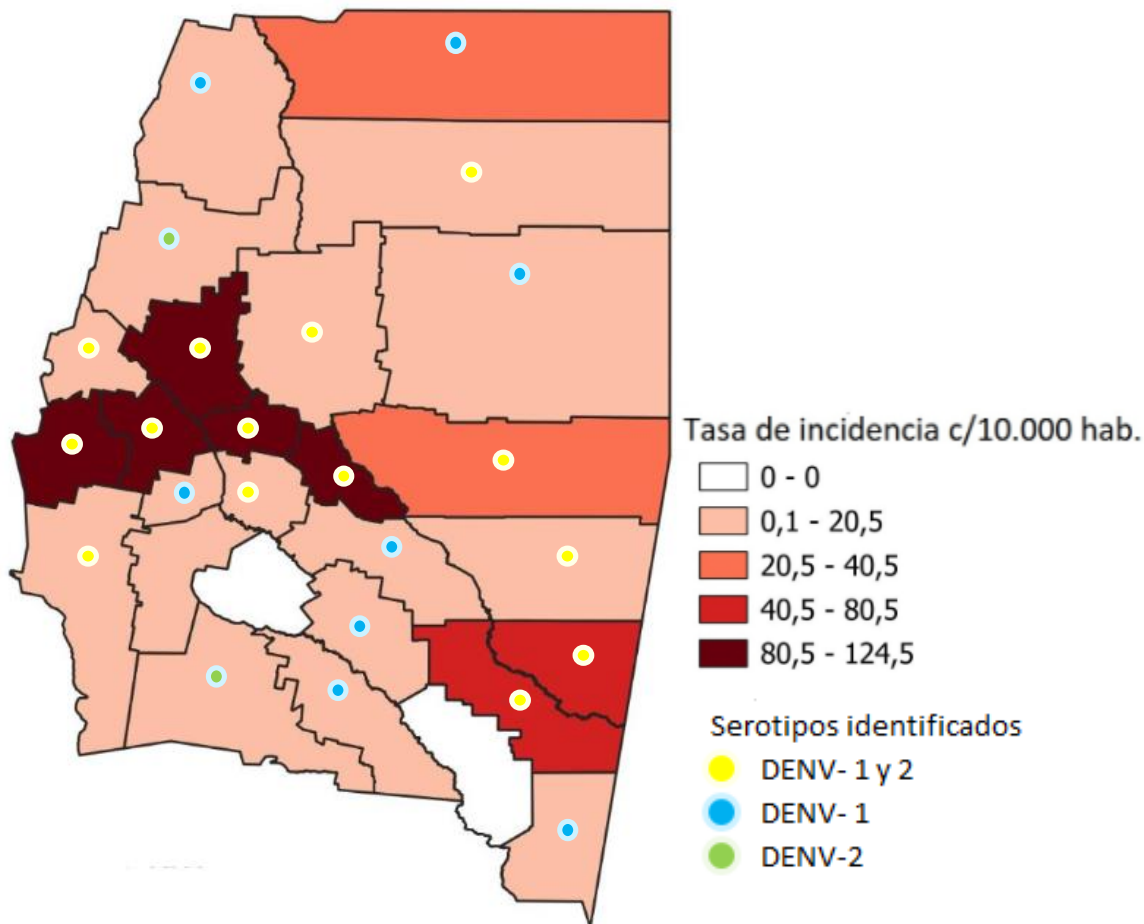 Tasa de incidencia c/10.000 hab.
0 - 0
0,1 - 20,5
20,5 - 40,5
40,5 - 80,5
80,5 - 124,5
Serotipos identificados
DENV- 1 y 2
DENV- 1
DENV-2